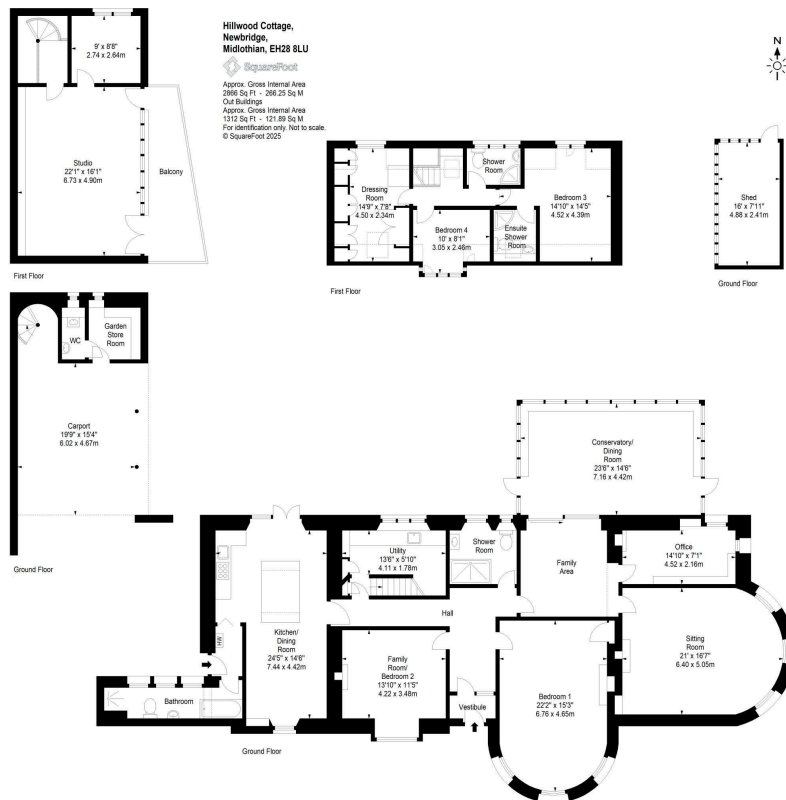 Hillwood Cottage,
Newbridge,
Midlothian, EH28 8LU
SquareFoot
Approx. Gross Internal Area
2866 Sq Ft - 266.25 Sq M
Out Buildings
Approx. Gross Internal Area
1312 Sq Ft - 121.89 Sq M
For identification only. Not to scale.
© SquareFoot 2025
N
9' x 8'8"
2.74 x 2.64m
Studio
22'1" x 16'1"
6.73 x 4.90m
Balcony
First Floor
Dressing
Room
14'9" x 7'8"
4.50 x 2.34m
Shower
Room
Bedroom 3
14'10" x 14'5"
4.52 x 4.39m
Bedroom 4
10' x 8'1"
3.05 x 2.46m
Ensuite
Shower
Room
First Floor
Shed
16' x 7'11"
4.88 x 2.41m
Ground Floor
WC
Garden
Store
Room
Carport
19'9" x 15'4"
6.02 x 4.67m
Ground Floor
Conservatory/
Dining
Room
23'6" x 14'6"
7.16 x 4.42m
Utility
13'6" x 5'10"
4.11 x 1.78m
Shower
Room
Family
Area
Office
14'10" x 7'1"
4.52 x 2.16m
Hall
Kitchen/
Dining
Room
24'5" x 14'6"
7.44 x 4.42m
HW
Family
Room/
Bedroom 2
13'10" x 11'5"
4.22 x 3.48m
Sitting
Room
21' x 16'7"
6.40 x 5.05m
Bedroom 1
22'2" x 15'3"
6.76 x 4.65m
Bathroom
Vestibule
Ground Floor